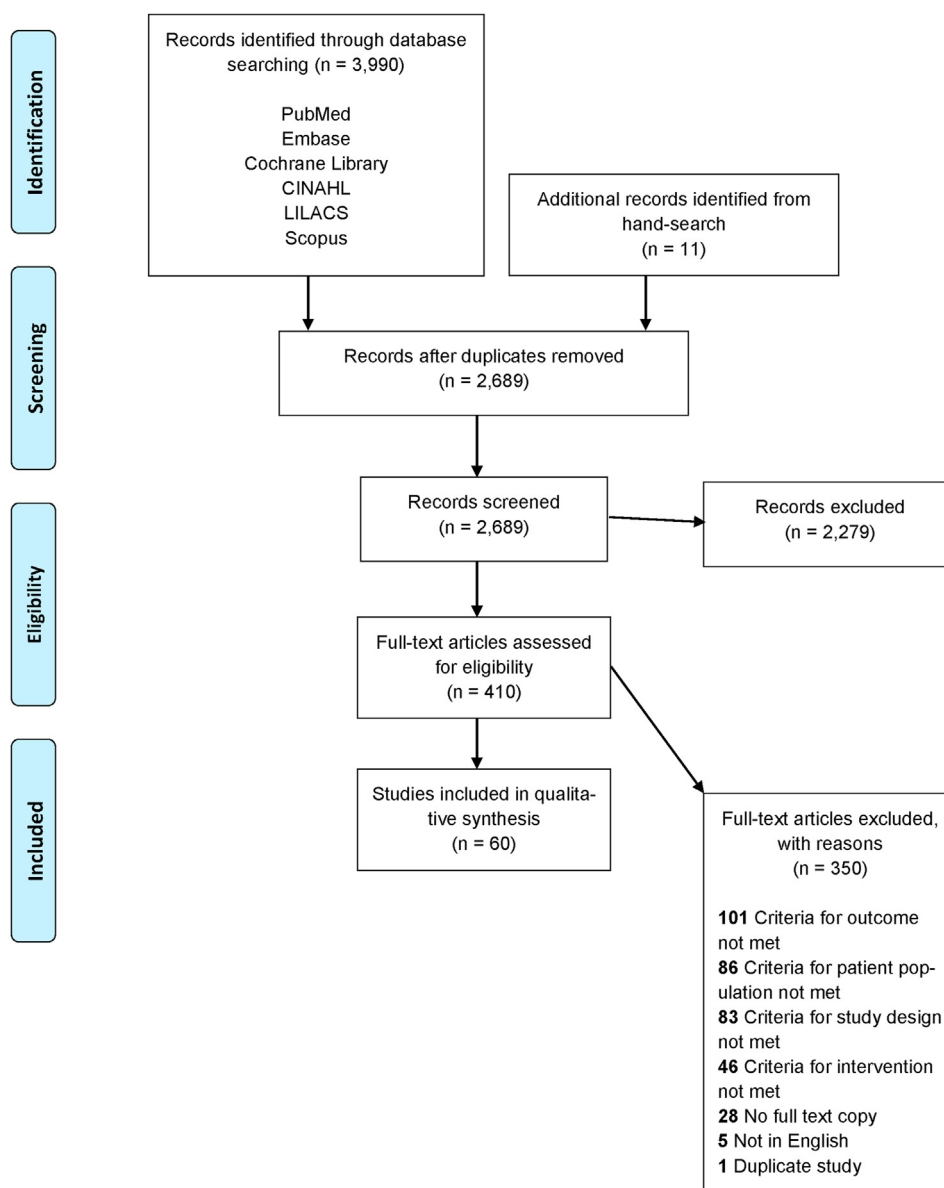 Identification
Records identified through database
searching (n = 3,990)
PubMed
Embase
Cochrane Library
CINAHL
LILACS
Scopus
Additional records identified from
hand-search
(n = 11)
Screening
Records after duplicates removed
(n = 2,689)
Records screened
(n = 2,689)
Records excluded
(n = 2,279)
Eligibility
Full-text articles assessed
for eligibility
(n = 410)
Included
Studies included in qualita-
tive synthesis
(n = 60)
Full-text articles excluded,
with reasons
(n = 350)
101 Criteria for outcome
not met
86 Criteria for patient pop-
ulation not met
83 Criteria for study design
not met
46 Criteria for intervention
not met
28 No full text copy
5 Not in English
1 Duplicate study